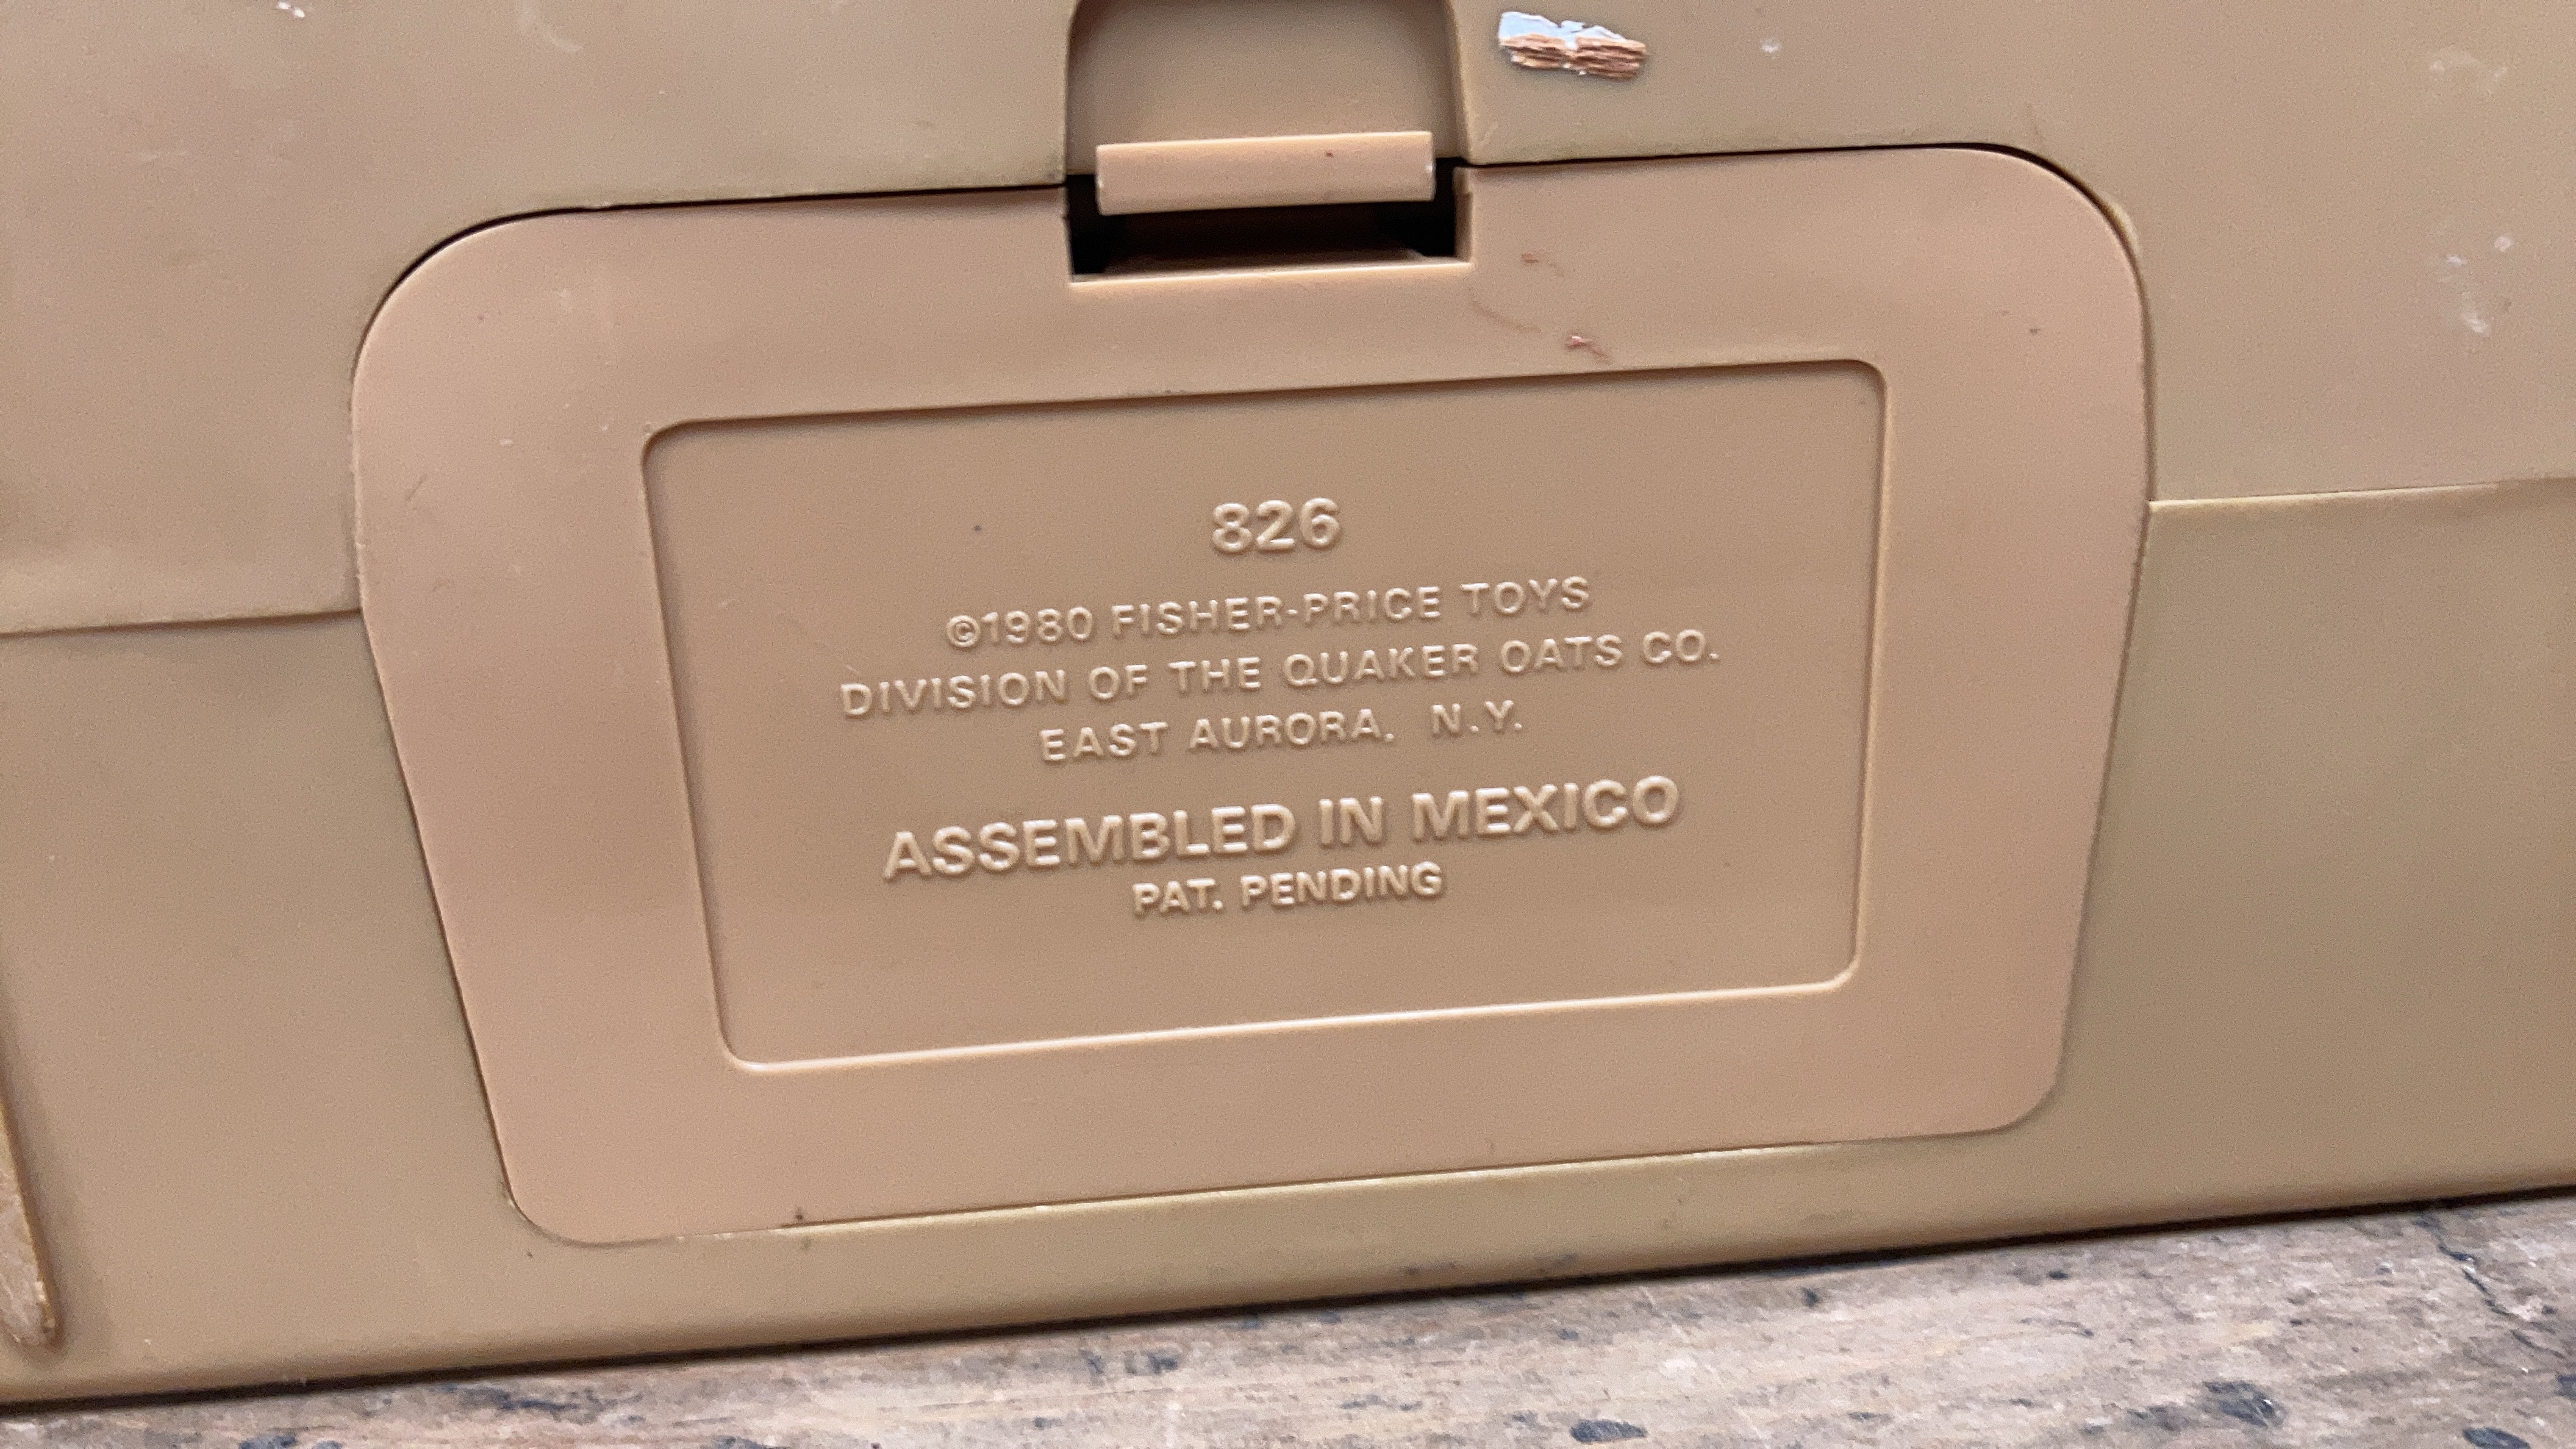 826
©1980 FISHER-PRICE TOYS
DIVISION OF THE QUAKER OATS CO.
EAST AURORA, N.Y.
ASSEMBLED IN MEXICO
PAT. PENDING